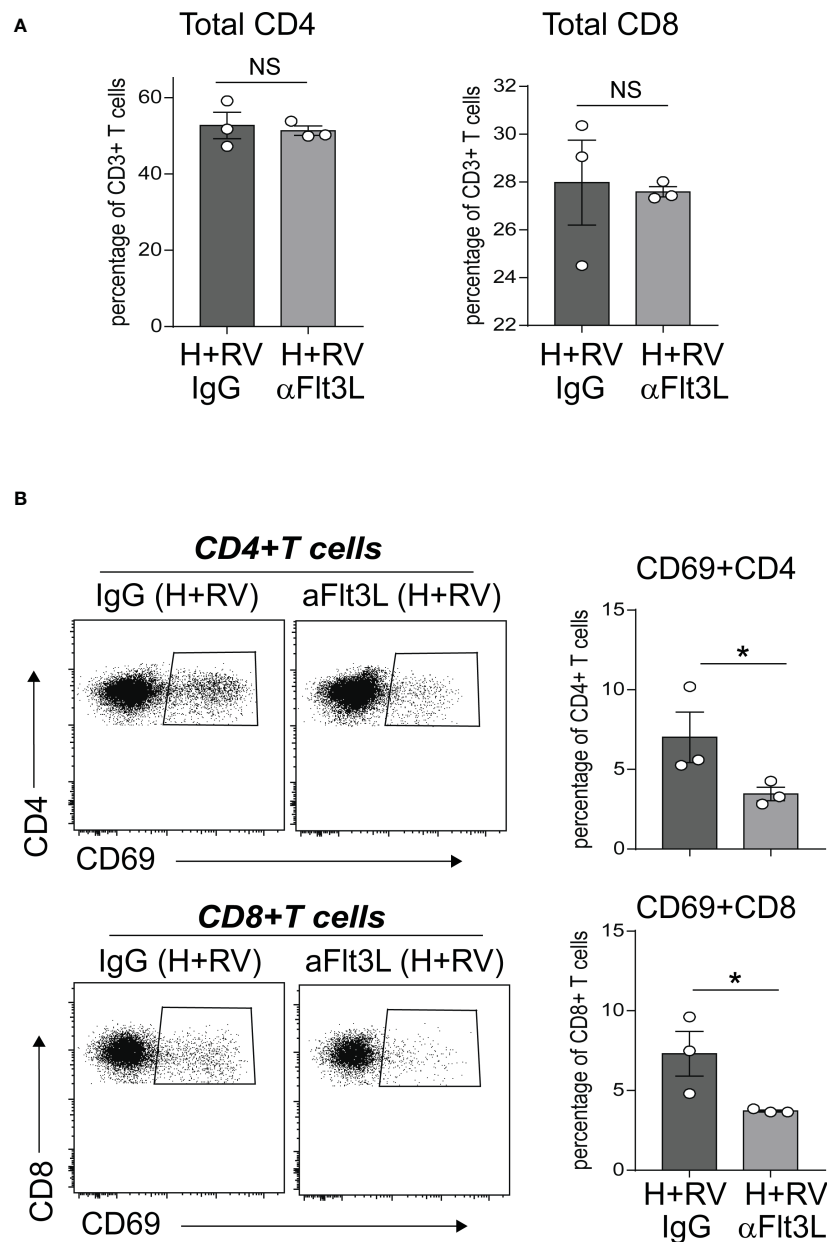 A
Total CD4
Total CD8
percentage of CD3+ T cells
60
40
20
0
NS
H+RV H+RV
IgG αFlt3L
percentage of CD3+ T cells
32
30
28
26
24
22
NS
H+RV H+RV
IgG αFlt3L
B
CD4+T cells
IgG (H+RV) aFlt3L (H+RV)
CD4
CD69
CD69+CD4
percentage of CD4+ T cells
15
10
5
0
*
CD8+T cells
IgG (H+RV) aFlt3L (H+RV)
CD8
CD69
CD69+CD8
percentage of CD8+ T cells
15
10
5
0
*
H+RV H+RV
IgG αFlt3L